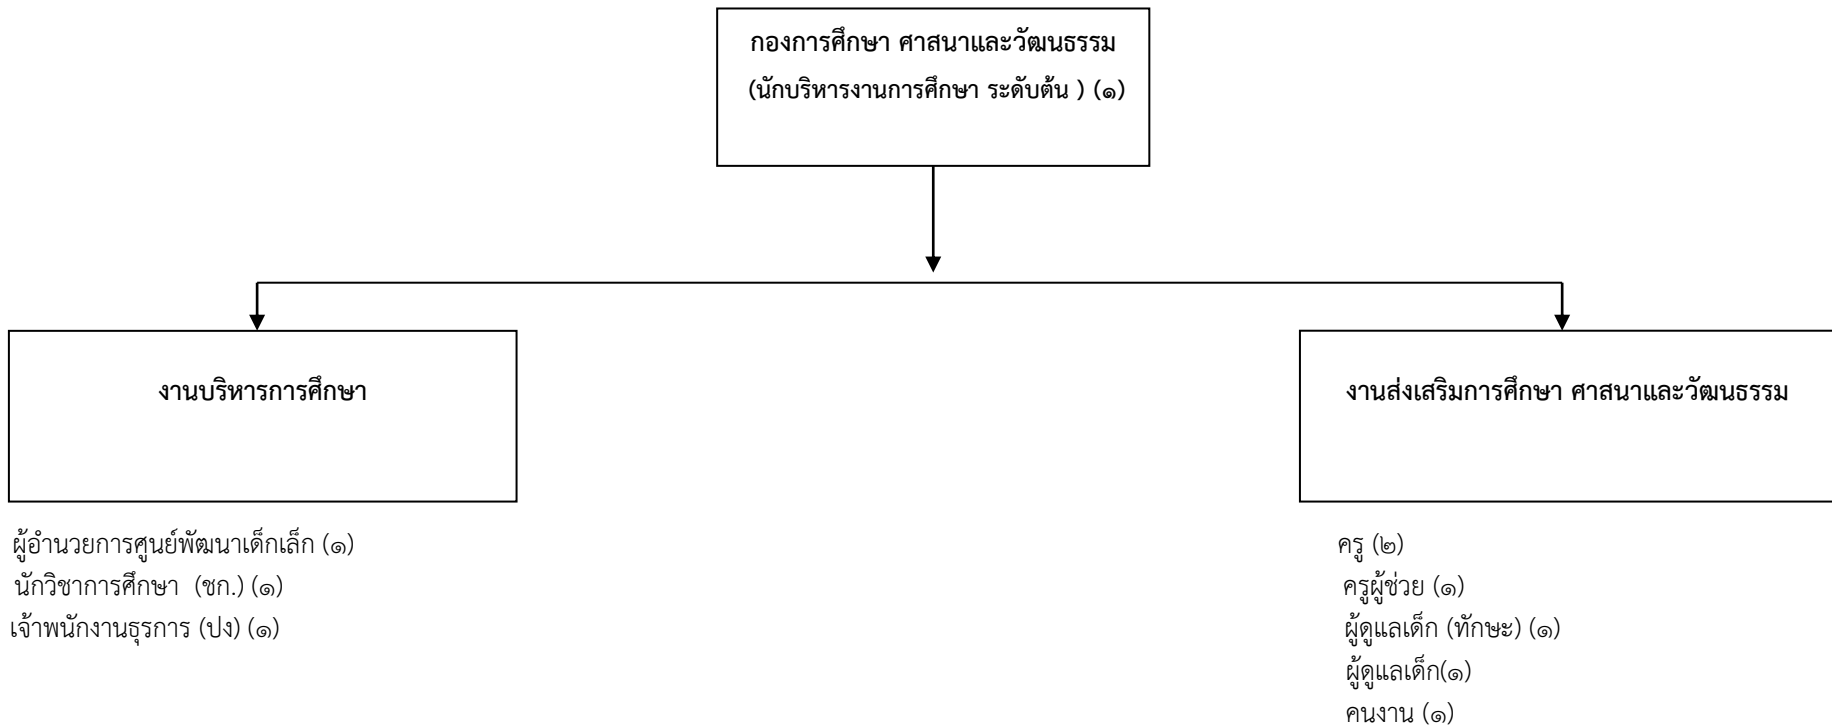 กองการศึกษา ศาสนาและวัฒนธรรม
(นักบริหารงานการศึกษา ระดับต้น ) (๑)
งานบริหารการศึกษา
งานส่งเสริมการศึกษา ศาสนาและวัฒนธรรม
ผู้อำนวยการศูนย์พัฒนาเด็กเล็ก (๑)
นักวิชาการศึกษา (ชก.) (๑)
เจ้าพนักงานธุรการ (ปง) (๑)
ครู (๒)
ครูผู้ช่วย (๑)
ผู้ดูแลเด็ก (ทักษะ) (๑)
ผู้ดูแลเด็ก(๑)
คนงาน (๑)